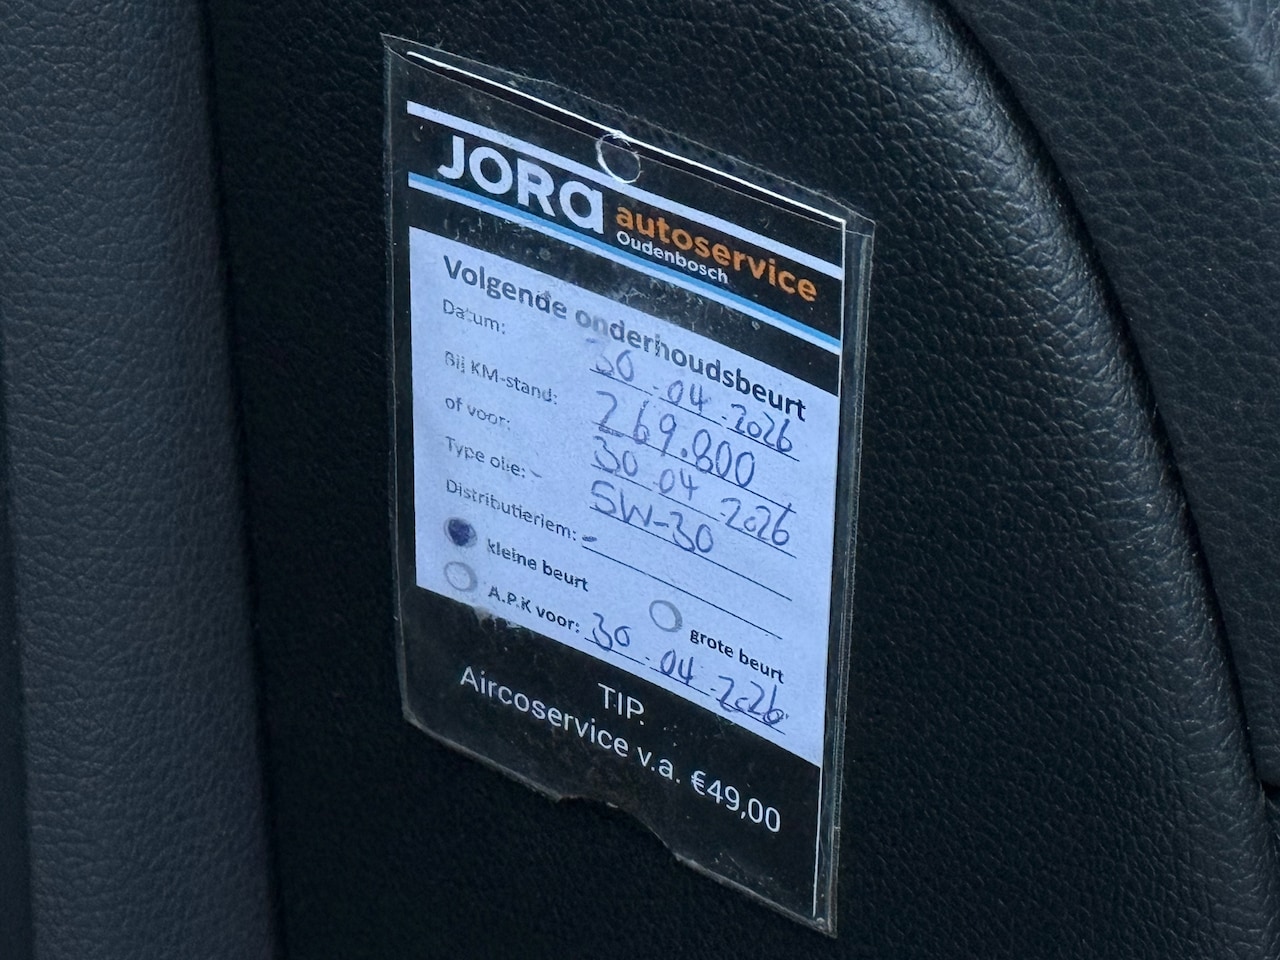 JORa autoservice
Oudenbosch
Volgende onderhoudsbeurt
Datum: 30-04-2026
Bij KM-stand: 269.800
of voor: 30-04-2026
Type olie: 5W-30
Distributieriem: -
kleine beurt grote beurt
A.P.K voor: 30-04-2026
TIP.
Aircoservice v.a. €49,00